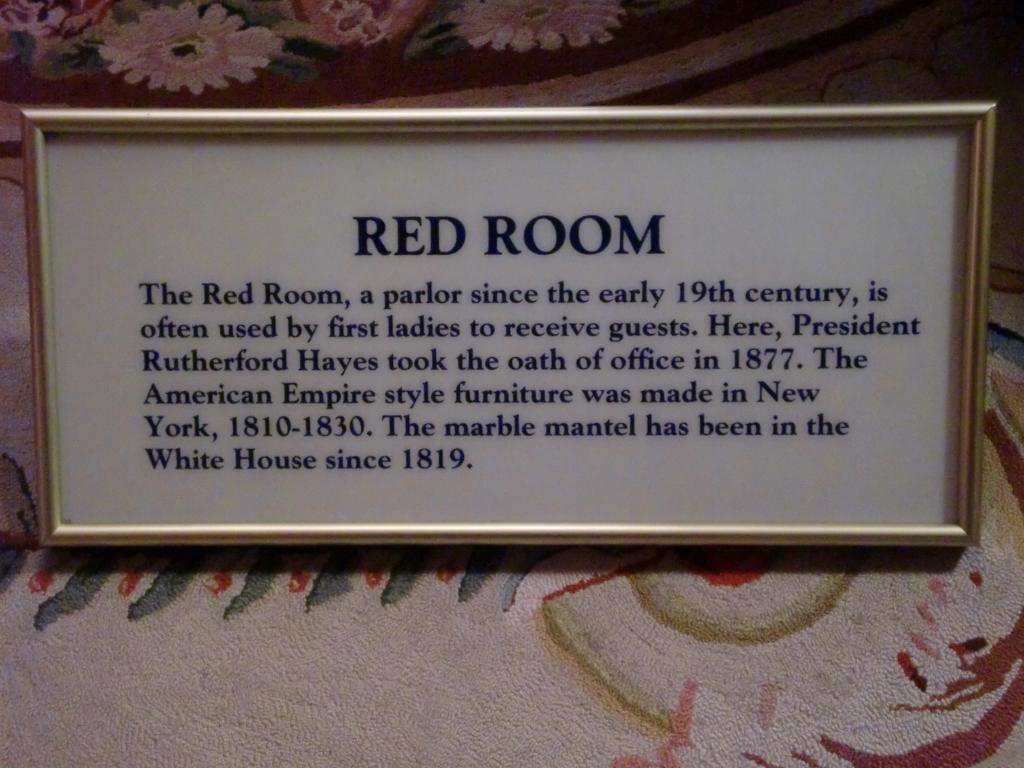 RED ROOM
The Red Room, a parlor since the early 19th century, is
often used by first ladies to receive guests. Here, President
Rutherford Hayes took the oath of office in 1877. The
American Empire style furniture was made in New
York, 1810-1830. The marble mantel has been in the
White House since 1819.